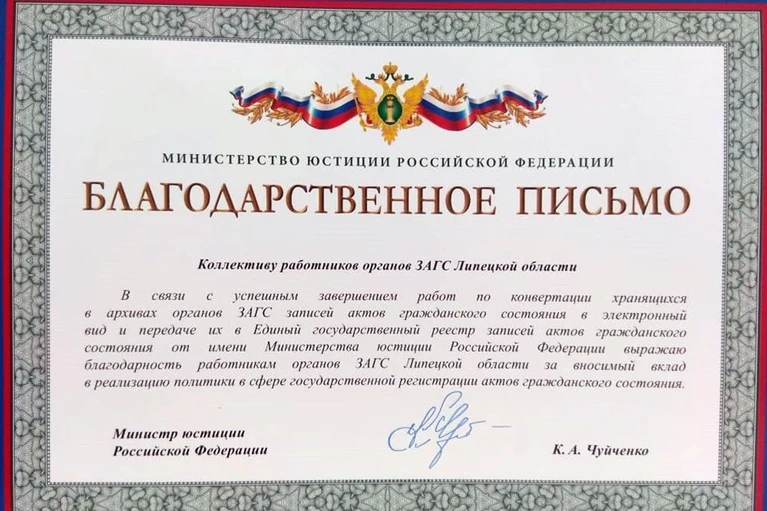 МИНИСТЕРСТВО ЮСТИЦИИ РОССИЙСКОЙ ФЕДЕРАЦИИ
БЛАГОДАРСТВЕННОЕ ПИСЬМО
Коллективу работников органов ЗАГС Липецкой области
В связи с успешным завершением работ по конвертации хранящихся
в архивах органов ЗАГС записей актов гражданского состояния в электронный
вид и передаче их в Единый государственный реестр записей актов гражданского
состояния от имени Министерства юстиции Российской Федерации выражаю
благодарность работникам органов ЗАГС Липецкой области за вносимый вклад
в реализацию политики в сфере государственной регистрации актов гражданского состояния.
Министр юстиции
Российской Федерации
К. А. Чуйченко